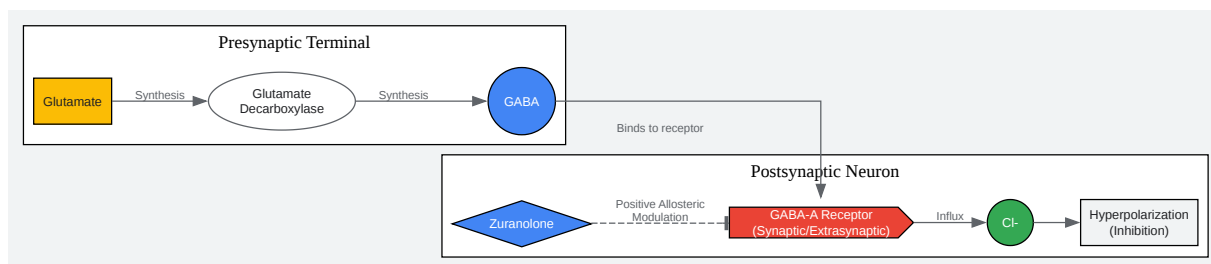 Presynaptic Terminal
Glutamate
Synthesis
Glutamate
Decarboxylase
Synthesis
GABA
Binds to receptor
Postsynaptic Neuron
Zuranolone
Positive Allosteric
Modulation
GABA-A Receptor
(Synaptic/Extrasynaptic)
Influx
Cl-
Hyperpolarization
(Inhibition)